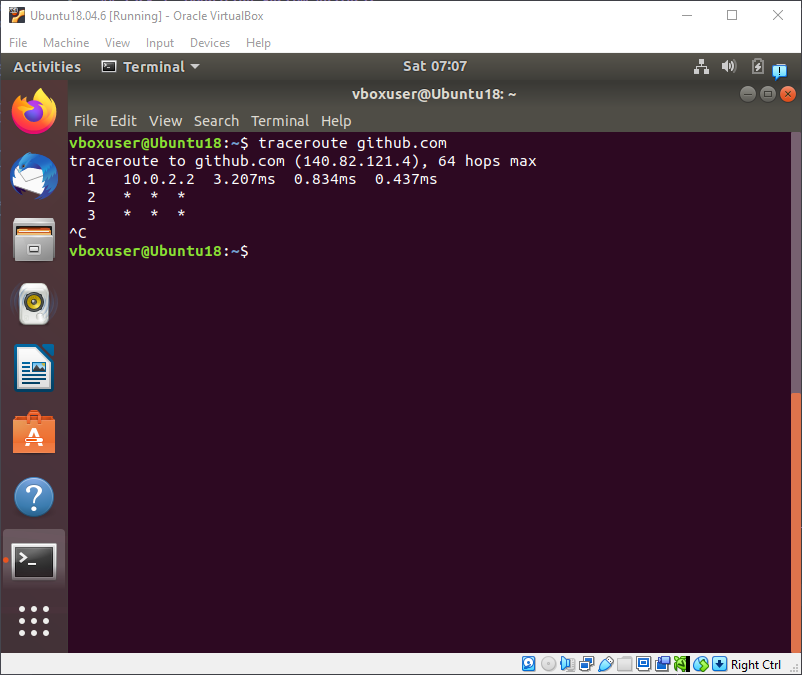 Ubuntu18.04.6 [Running] - Oracle VirtualBox
File Machine View Input Devices Help
Activities Terminal Sat 07:07
vboxuser@Ubuntu18: ~
File Edit View Search Terminal Help
vboxuser@Ubuntu18:~$ traceroute github.com
traceroute to github.com (140.82.121.4), 64 hops max
  1   10.0.2.2  3.207ms  0.834ms  0.437ms
  2   *  *  *
  3   *  *  *
^C
vboxuser@Ubuntu18:~$
Right Ctrl